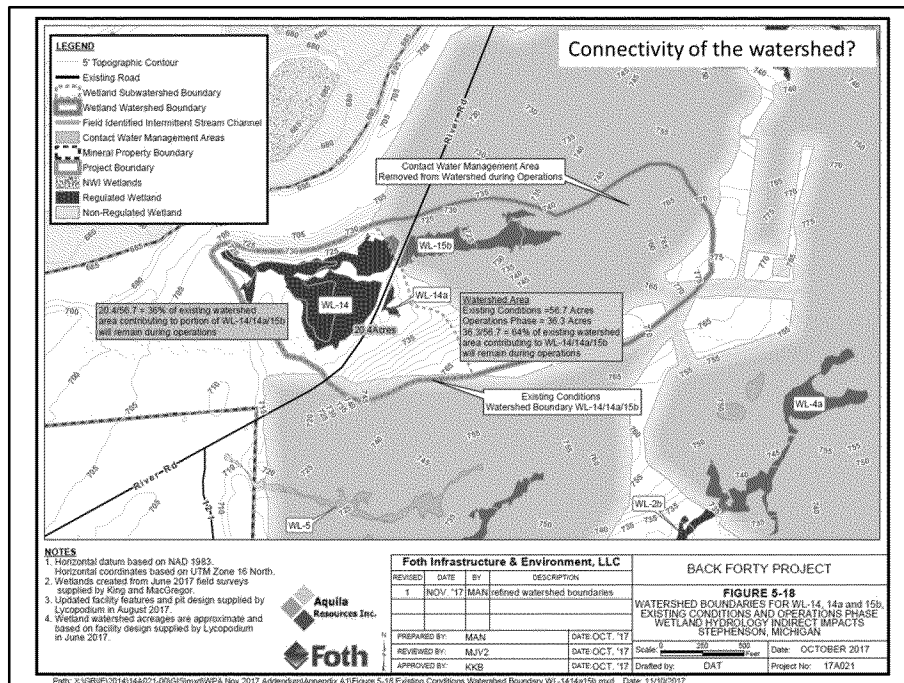 Connectivity of the watershed?
LEGEND
5' Topographic Contour
Existing Road
Wetland Subwatershed Boundary
Wetland Watershed Boundary
Field Identified Intermittent Stream Channel
Contact Water Management Areas
Mineral Property Boundary
Project Boundary
NWI Wetlands
Regulated Wetland
Non-Regulated Wetland
River Rd
Contact Water Management Area
Removed from Watershed during Operations
WL-15b
WL-14
WL-14a
20.4 Acres
20.4/56.7 = 36% of existing watershed
area contributing to portion of WL-14/14a/15b
will remain during operations
Watershed Area
Existing Conditions =56.7 Acres
Operations Phase = 36.3 Acres
36.3/56.7 = 64% of existing watershed
area contributing to WL-14/14a/15b
will remain during operations
Existing Conditions
Watershed Boundary WL-14/14a/15b
WL-4a
WL-5
WL-2b
River Rd
NOTES
1. Horizontal datum based on NAD 1983.
Horizontal coordinates based on UTM Zone 16 North.
2. Wetlands created from June 2017 field surveys
supplied by King and MacGregor.
3. Updated facility features and pit design supplied by
Lycopodium in August 2017.
4. Wetland watershed acreages are approximate and
based on facility design supplied by Lycopodium
in June 2017.
Aquila
Resources Inc.
Foth
Foth Infrastructure & Environment, LLC
REVISED DATE BY DESCRIPTION
1 NOV. '17 MAN refined watershed boundaries
PREPARED BY: MAN DATE: OCT. '17
REVIEWED BY: MJV2 DATE: OCT. '17
APPROVED BY: KKB DATE: OCT. '17
BACK FORTY PROJECT
FIGURE 5-18
WATERSHED BOUNDARIES FOR WL-14, 14a and 15b,
EXISTING CONDITIONS AND OPERATIONS PHASE
WETLAND HYDROLOGY INDIRECT IMPACTS
STEPHENSON, MICHIGAN
Scale: 0 250 500 Feet
Date: OCTOBER 2017
Drafted by: DAT
Project No: 17A021